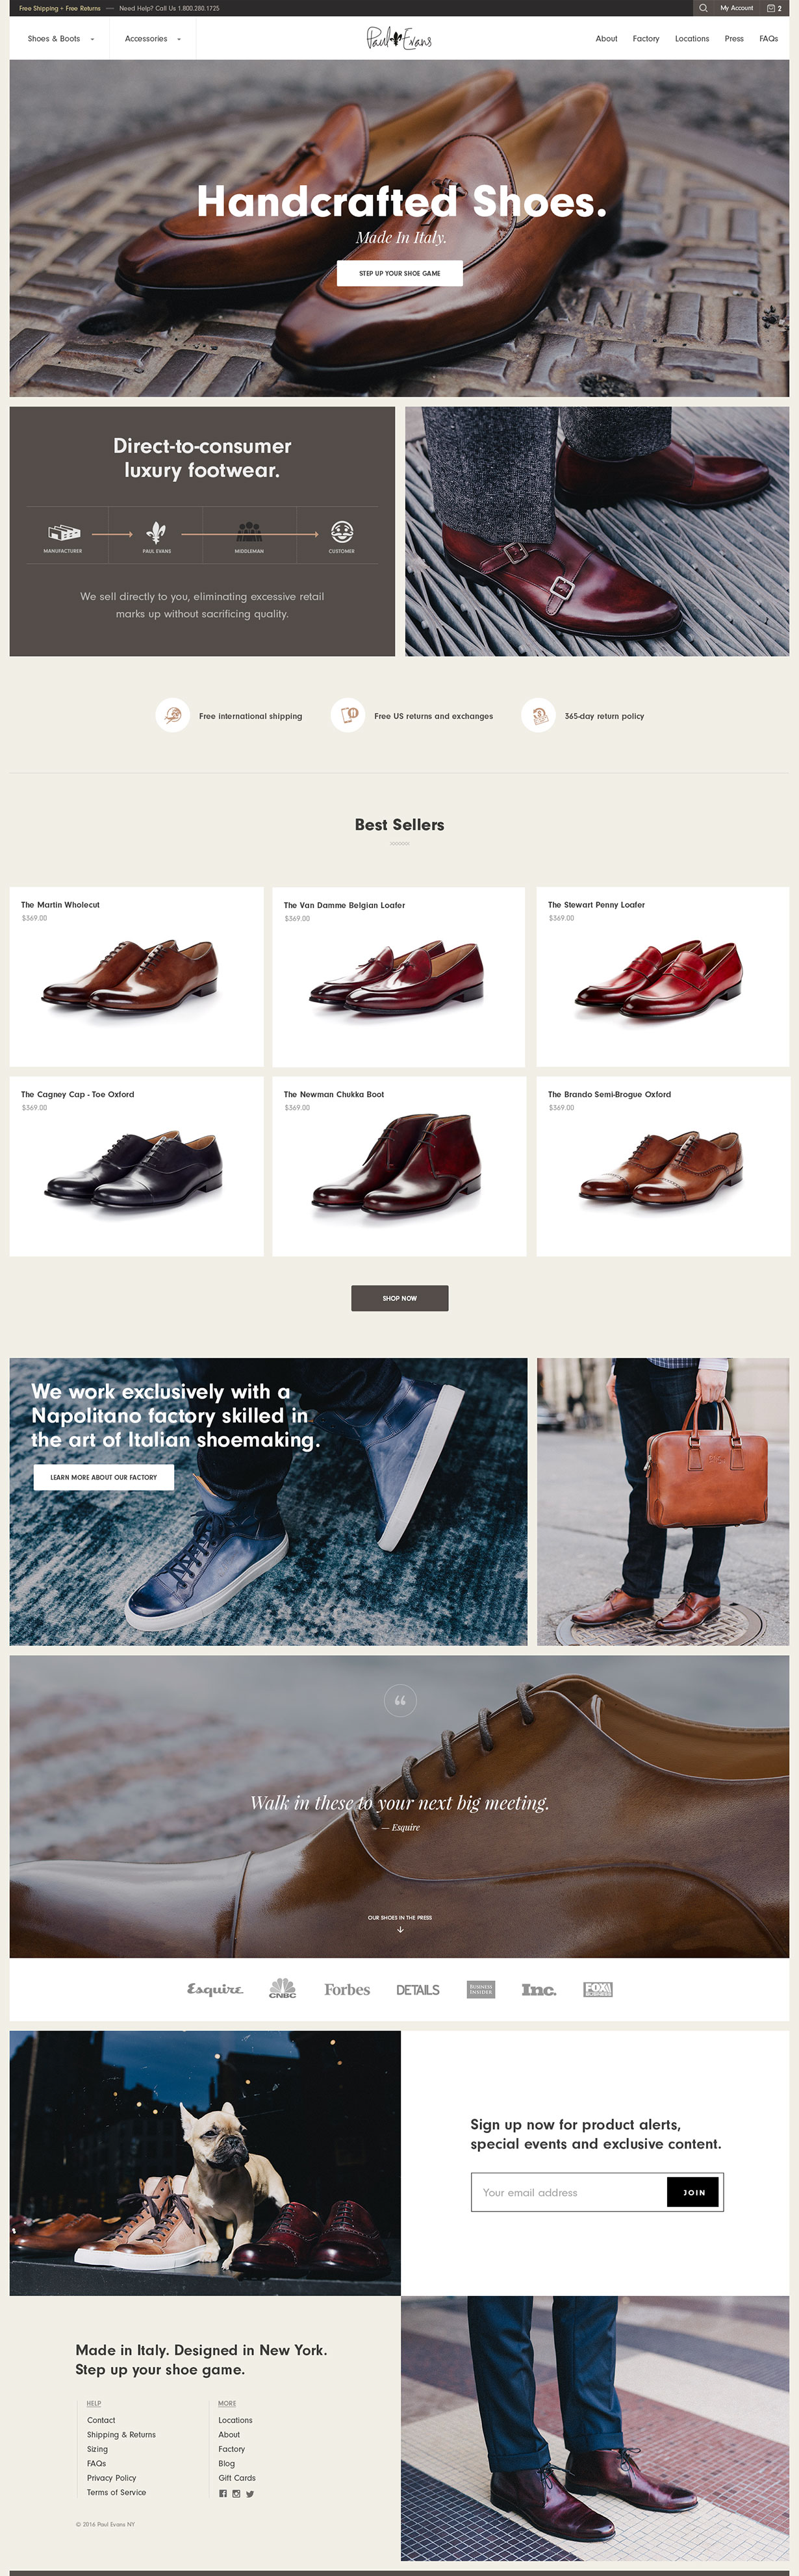 Free Shipping + Free Returns — Need Help? Call Us 1.800.280.1725
My Account
2
Shoes & Boots
Accessories
Paul Evans
About
Factory
Locations
Press
FAQs
Handcrafted Shoes.
Made In Italy.
STEP UP YOUR SHOE GAME
Direct-to-consumer
luxury footwear.
MANUFACTURER
PAUL EVANS
MIDDLEMAN
CUSTOMER
We sell directly to you, eliminating excessive retail
marks up without sacrificing quality.
Free international shipping
Free US returns and exchanges
365-day return policy
Best Sellers
The Martin Wholecut
$369.00
The Van Damme Belgian Loafer
$369.00
The Stewart Penny Loafer
$369.00
The Cagney Cap - Toe Oxford
$369.00
The Newman Chukka Boot
$369.00
The Brando Semi-Brogue Oxford
$369.00
SHOP NOW
We work exclusively with a
Napolitano factory skilled in
the art of Italian shoemaking.
LEARN MORE ABOUT OUR FACTORY
“
Walk in these to your next big meeting.
— Esquire
OUR SHOES IN THE PRESS
Esquire
CNBC
Forbes
DETAILS
BUSINESS
INSIDER
Inc.
FOX
BUSINESS
Sign up now for product alerts,
special events and exclusive content.
Your email address
JOIN
Made in Italy. Designed in New York.
Step up your shoe game.
HELP
Contact
Shipping & Returns
Sizing
FAQs
Privacy Policy
Terms of Service
MORE
Locations
About
Factory
Blog
Gift Cards
© 2016 Paul Evans NY